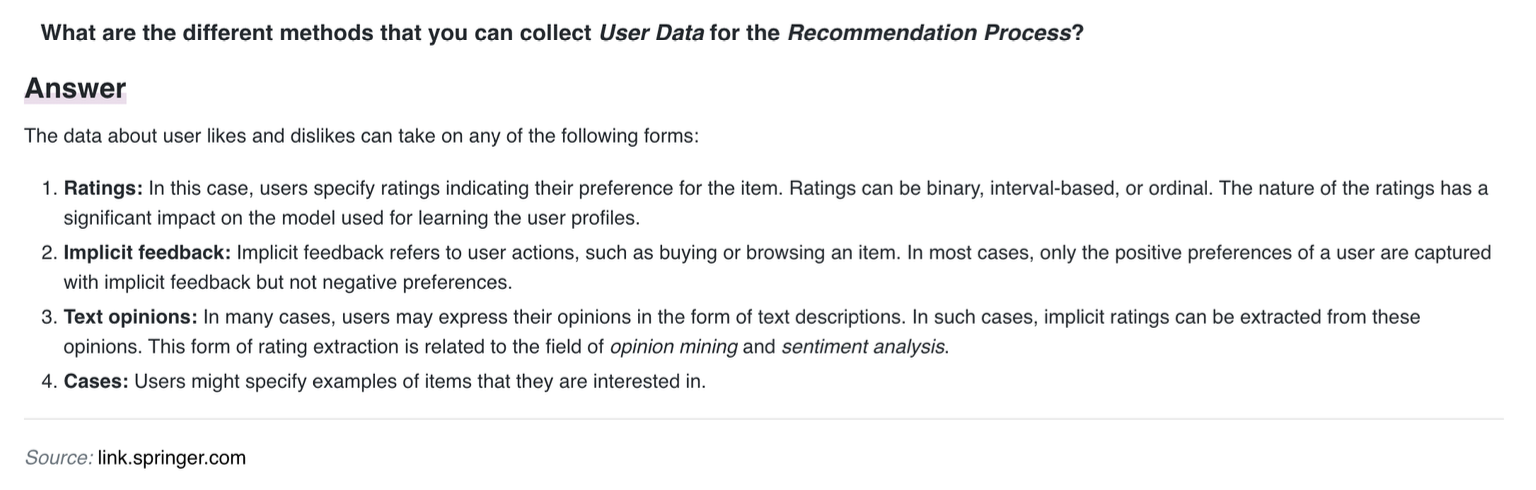 What are the different methods that you can collect User Data for the Recommendation Process?
Answer
The data about user likes and dislikes can take on any of the following forms:
1. Ratings: In this case, users specify ratings indicating their preference for the item. Ratings can be binary, interval-based, or ordinal. The nature of the ratings has a
significant impact on the model used for learning the user profiles.
2. Implicit feedback: Implicit feedback refers to user actions, such as buying or browsing an item. In most cases, only the positive preferences of a user are captured
with implicit feedback but not negative preferences.
3. Text opinions: In many cases, users may express their opinions in the form of text descriptions. In such cases, implicit ratings can be extracted from these
opinions. This form of rating extraction is related to the field of opinion mining and sentiment analysis.
4. Cases: Users might specify examples of items that they are interested in.
Source: link.springer.com